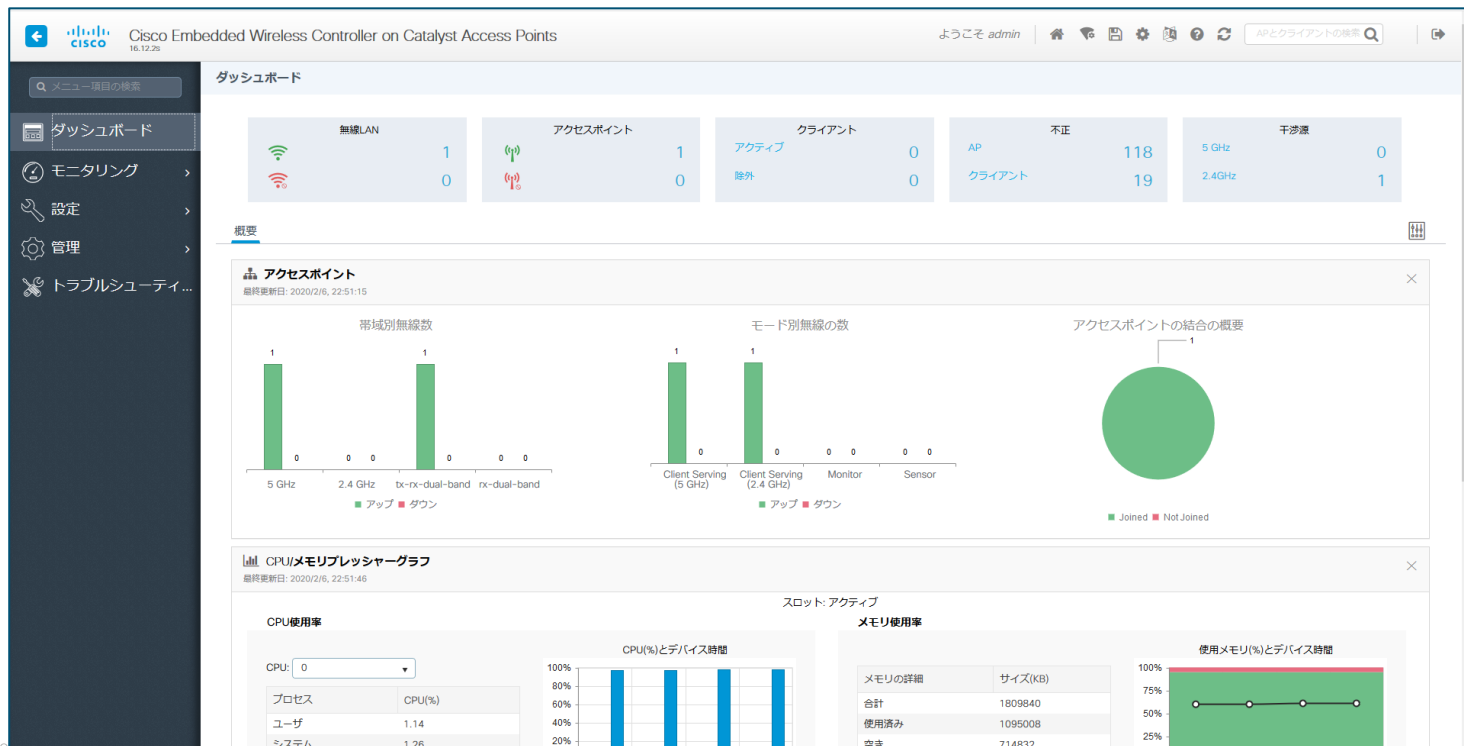 CISCO
Cisco Embedded Wireless Controller on Catalyst Access Points
16.12.2s
ようこそ admin
APとクライアントの検索
メニュー項目の検索
ダッシュボード
モニタリング
設定
管理
トラブルシューティ...
ダッシュボード
無線LAN
1
0
アクセスポイント
1
0
クライアント
アクティブ 0
除外 0
不正
AP 118
クライアント 19
干渉源
5 GHz 0
2.4GHz 1
概要
アクセスポイント
最終更新日: 2020/2/6, 22:51:15
帯域別無線数
1 0 0 0 1 0 0 0
5 GHz 2.4 GHz tx-rx-dual-band rx-dual-band
アップ ダウン
モード別無線の数
1 0 1 0 0 0 0 0
Client Serving (5 GHz) Client Serving (2.4 GHz) Monitor Sensor
アップ ダウン
アクセスポイントの結合の概要
1
Joined Not Joined
CPU/メモリプレッシャーグラフ
最終更新日: 2020/2/6, 22:51:46
スロット: アクティブ
CPU使用率
CPU: 0
プロセス CPU(%)
ユーザ 1.14
システム 1.26
CPU(%)とデバイス時間
100%
80%
60%
40%
20%
メモリ使用率
メモリの詳細 サイズ(KB)
合計 1809840
使用済み 1095008
空き 714832
使用メモリ(%)とデバイス時間
100%
75%
50%
25%